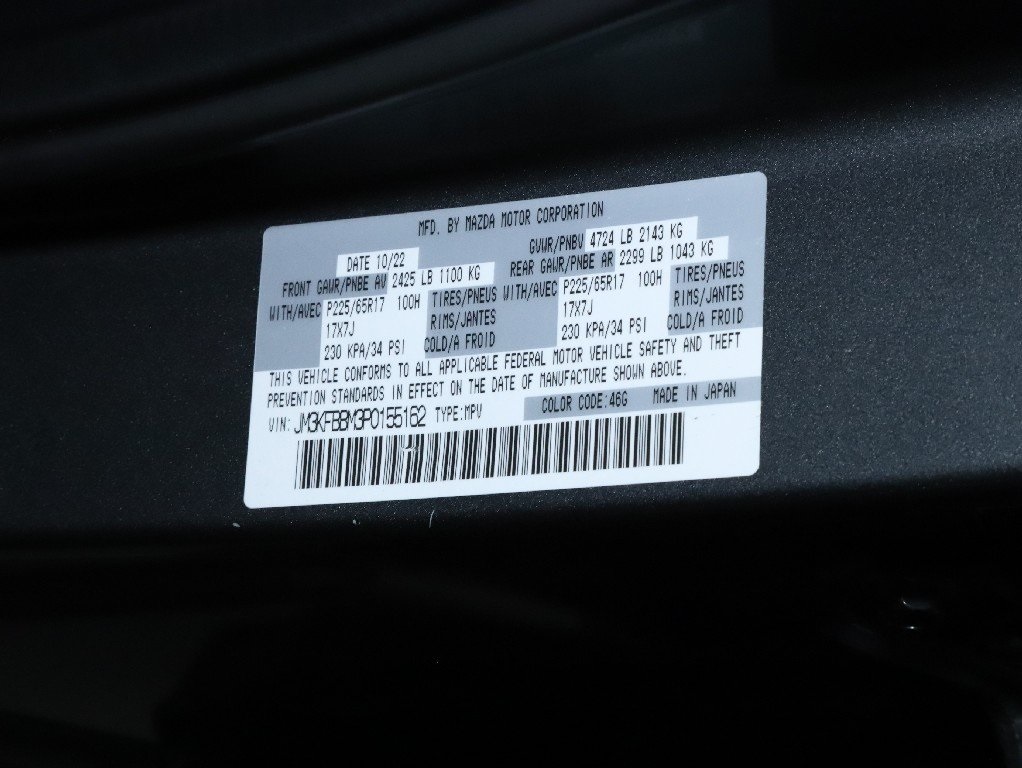 MFD. BY MAZDA MOTOR CORPORATION
DATE 10/22 GVWR/PNBV 4724 LB 2143 KG
FRONT GAWR/PNBE AV 2425 LB 1100 KG REAR GAWR/PNBE AR 2299 LB 1043 KG
WITH/AVEC P225/65R17 100H TIRES/PNEUS WITH/AVEC P225/65R17 100H TIRES/PNEUS
17X7J RIMS/JANTES 17X7J RIMS/JANTES
230 KPA/34 PSI COLD/A FROID 230 KPA/34 PSI COLD/A FROID
THIS VEHICLE CONFORMS TO ALL APPLICABLE FEDERAL MOTOR VEHICLE SAFETY AND THEFT
PREVENTION STANDARDS IN EFFECT ON THE DATE OF MANUFACTURE SHOWN ABOVE.
VIN: JM3KFBBM3P0155162 TYPE: MPV COLOR CODE: 46G MADE IN JAPAN